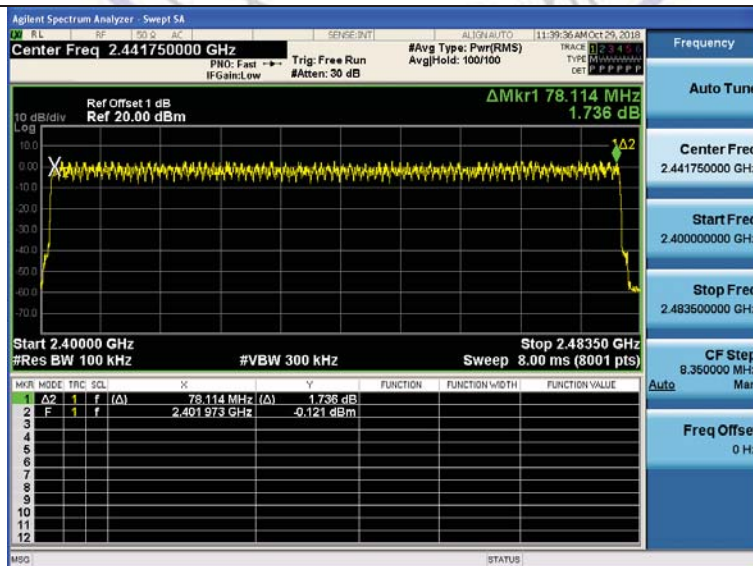 Agilent Spectrum Analyzer - Swept SA
RL RF 50 Ω AC SENSE:INT ALIGN AUTO 11:39:36 AM Oct 29, 2018
Center Freq 2.441750000 GHz #Avg Type: Pwr(RMS) TRACE 1 2 3 4 5 6
PNO: Fast Trig: Free Run Avg|Hold: 100/100 TYPE M
IFGain:Low #Atten: 30 dB DET P P P P P P
Ref Offset 1 dB ΔMkr1 78.114 MHz
10 dB/div Ref 20.00 dBm 1.736 dB
Log
10.0
0.00
-10.0
-20.0
-30.0
-40.0
-50.0
-60.0
-70.0
1Δ2
Start 2.40000 GHz Stop 2.48350 GHz
#Res BW 100 kHz #VBW 300 kHz Sweep 8.00 ms (8001 pts)
MKR MODE TRC SCL X Y FUNCTION FUNCTION WIDTH FUNCTION VALUE
1 Δ2 1 f (Δ) 78.114 MHz (Δ) 1.736 dB
2 F 1 f 2.401 973 GHz -0.121 dBm
3
4
5
6
7
8
9
10
11
12
MSG STATUS
Frequency
Auto Tune
Center Freq
2.441750000 GHz
Start Freq
2.400000000 GHz
Stop Freq
2.483500000 GHz
CF Step
8.350000 MHz
Auto Man
Freq Offset
0 Hz